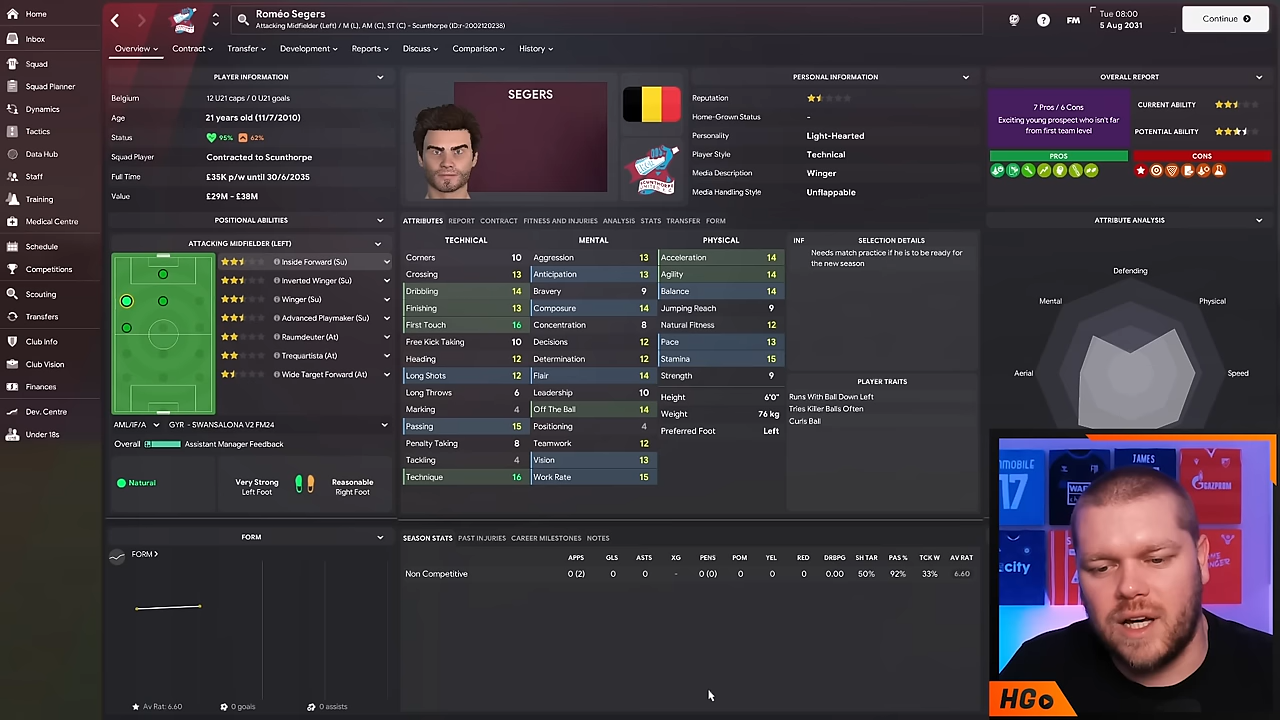 Home
Inbox
Squad
Squad Planner
Dynamics
Tactics
Data Hub
Staff
Training
Medical Centre
Schedule
Competitions
Scouting
Transfers
Club Info
Club Vision
Finances
Dev. Centre
Under 18s
Roméo Segers
Attacking Midfielder (Left) / M (L), AM (C), ST (C) - Scunthorpe (ID:r-2002120238)
FM
Tue 08:00
5 Aug 2031
Continue
Overview
Contract
Transfer
Development
Reports
Discuss
Comparison
History
PLAYER INFORMATION
Belgium 12 U21 caps / 0 U21 goals
Age 21 years old (11/7/2010)
Status 95% 62%
Squad Player Contracted to Scunthorpe
Full Time £35K p/w until 30/6/2035
Value £29M - £38M
POSITIONAL ABILITIES
ATTACKING MIDFIELDER (LEFT)
Inside Forward (Su)
Inverted Winger (Su)
Winger (Su)
Advanced Playmaker (Su)
Raumdeuter (At)
Trequartista (At)
Wide Target Forward (At)
AML/IF/A GYR - SWANSALONA V2 FM24
Overall Assistant Manager Feedback
Natural
Very Strong
Left Foot
Reasonable
Right Foot
FORM
FORM >
Av Rat: 6.60 0 goals 0 assists
SEGERS
SCUNTHORPE
PERSONAL INFORMATION
Reputation
Home-Grown Status -
Personality Light-Hearted
Player Style Technical
Media Description Winger
Media Handling Style Unflappable
OVERALL REPORT
7 Pros / 6 Cons
Exciting young prospect who isn't far
from first team level
CURRENT ABILITY
POTENTIAL ABILITY
PROS CONS
ATTRIBUTES REPORT CONTRACT FITNESS AND INJURIES ANALYSIS STATS TRANSFER FORM
TECHNICAL
Corners 10
Crossing 13
Dribbling 14
Finishing 13
First Touch 16
Free Kick Taking 10
Heading 12
Long Shots 12
Long Throws 6
Marking 4
Passing 15
Penalty Taking 8
Tackling 4
Technique 16
MENTAL
Aggression 13
Anticipation 13
Bravery 9
Composure 14
Concentration 8
Decisions 12
Determination 12
Flair 14
Leadership 10
Off The Ball 14
Positioning 4
Teamwork 12
Vision 13
Work Rate 15
PHYSICAL
Acceleration 14
Agility 14
Balance 14
Jumping Reach 9
Natural Fitness 12
Pace 13
Stamina 15
Strength 9
Height 6'0"
Weight 76 kg
Preferred Foot Left
INF SELECTION DETAILS
Needs match practice if he is to be ready for
the new season
PLAYER TRAITS
Runs With Ball Down Left
Tries Killer Balls Often
Curls Ball
ATTRIBUTE ANALYSIS
Defending
Mental
Physical
Aerial
Speed
SEASON STATS PAST INJURIES CAREER MILESTONES NOTES
APPS GLS ASTS XG PENS POM YEL RED DRBPG SH TAR PAS % TCK W AV RAT
Non Competitive 0 (2) 0 0 - 0 (0) 0 0 0 0.00 50% 92% 33% 6.60
17
JAMES
GAZPROM
city
HG